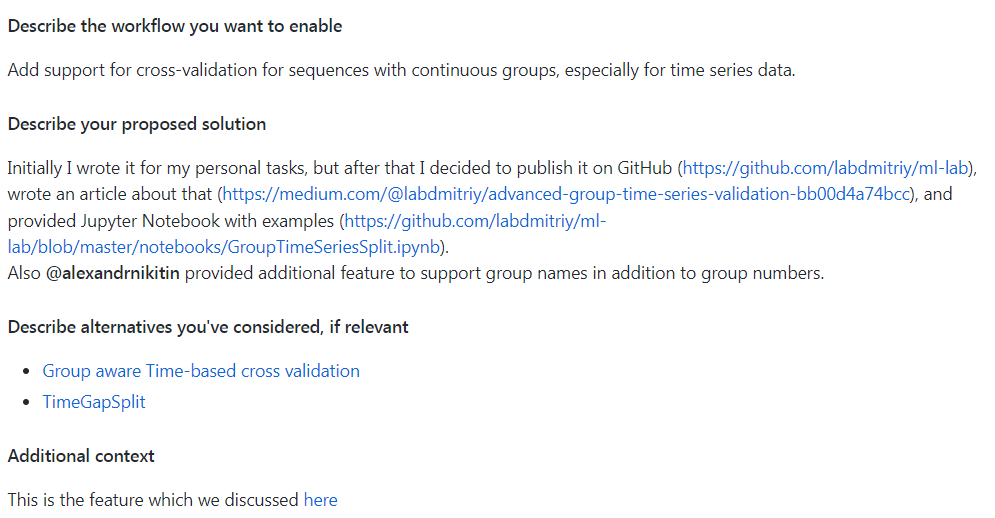 Describe the workflow you want to enable
Add support for cross-validation for sequences with continuous groups, especially for time series data.
Describe your proposed solution
Initially I wrote it for my personal tasks, but after that I decided to publish it on GitHub (https://github.com/labdmitriy/ml-lab),
wrote an article about that (https://medium.com/@labdmitriy/advanced-group-time-series-validation-bb00d4a74bcc), and
provided Jupyter Notebook with examples (https://github.com/labdmitriy/ml-
lab/blob/master/notebooks/GroupTimeSeriesSplit.ipynb).
Also @alexandrnikitin provided additional feature to support group names in addition to group numbers.
Describe alternatives you've considered, if relevant
• Group aware Time-based cross validation
• TimeGapSplit
Additional context
This is the feature which we discussed here